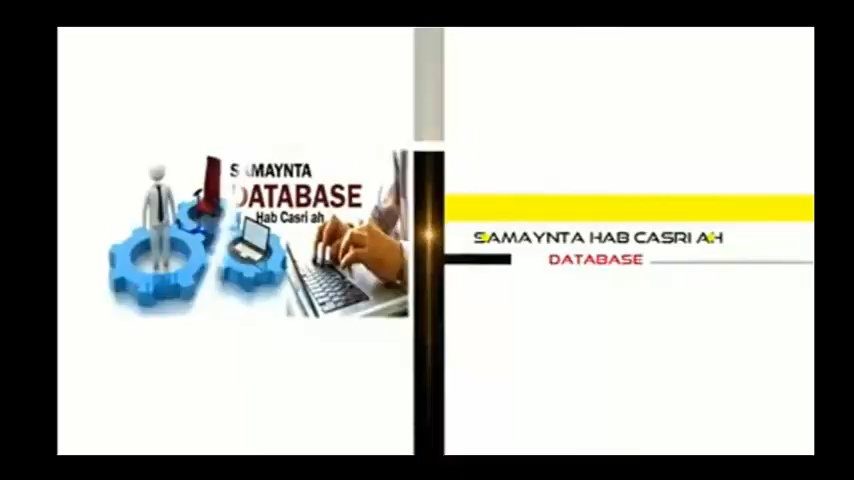 SAMAYNTA
DATABASE
Hab Casri ah
SAMAYNTA HAB CASRI AH
DATABASE